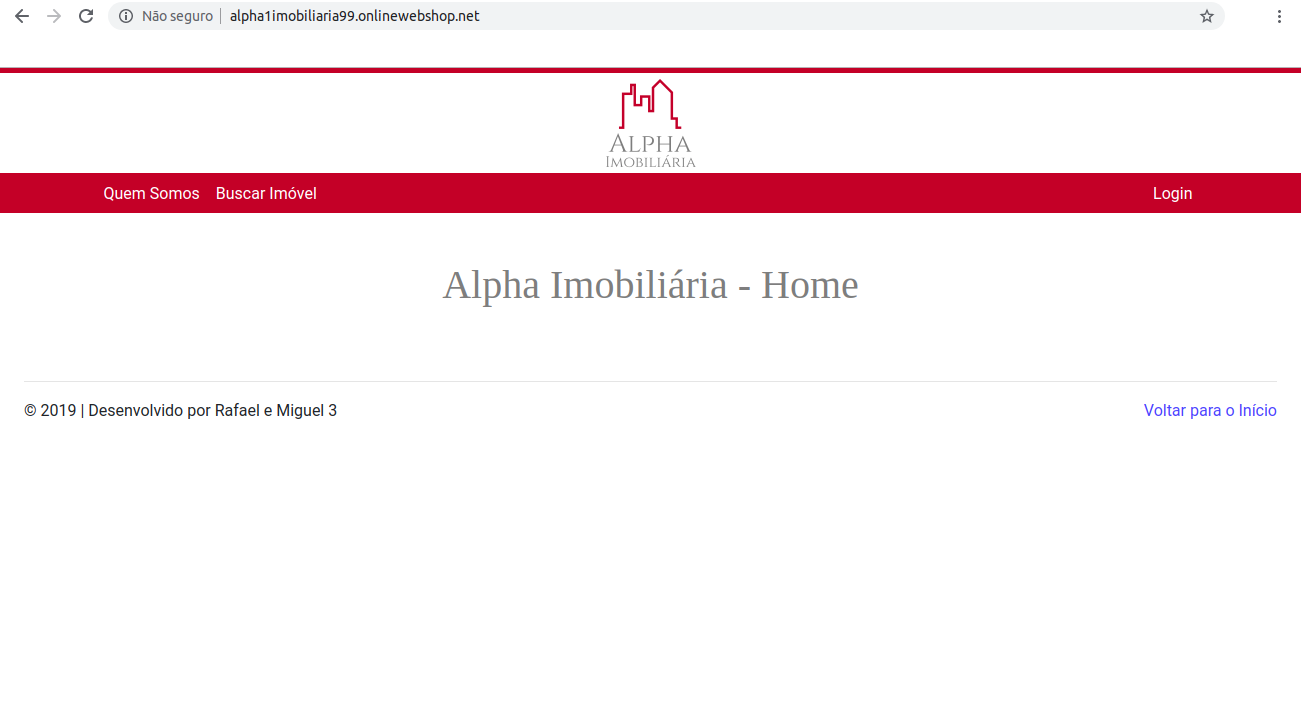 Não seguro | alpha1imobiliaria99.onlinewebshop.net
Alpha
Imobiliária
Quem Somos Buscar Imóvel Login
Alpha Imobiliária - Home
© 2019 | Desenvolvido por Rafael e Miguel 3 Voltar para o Início